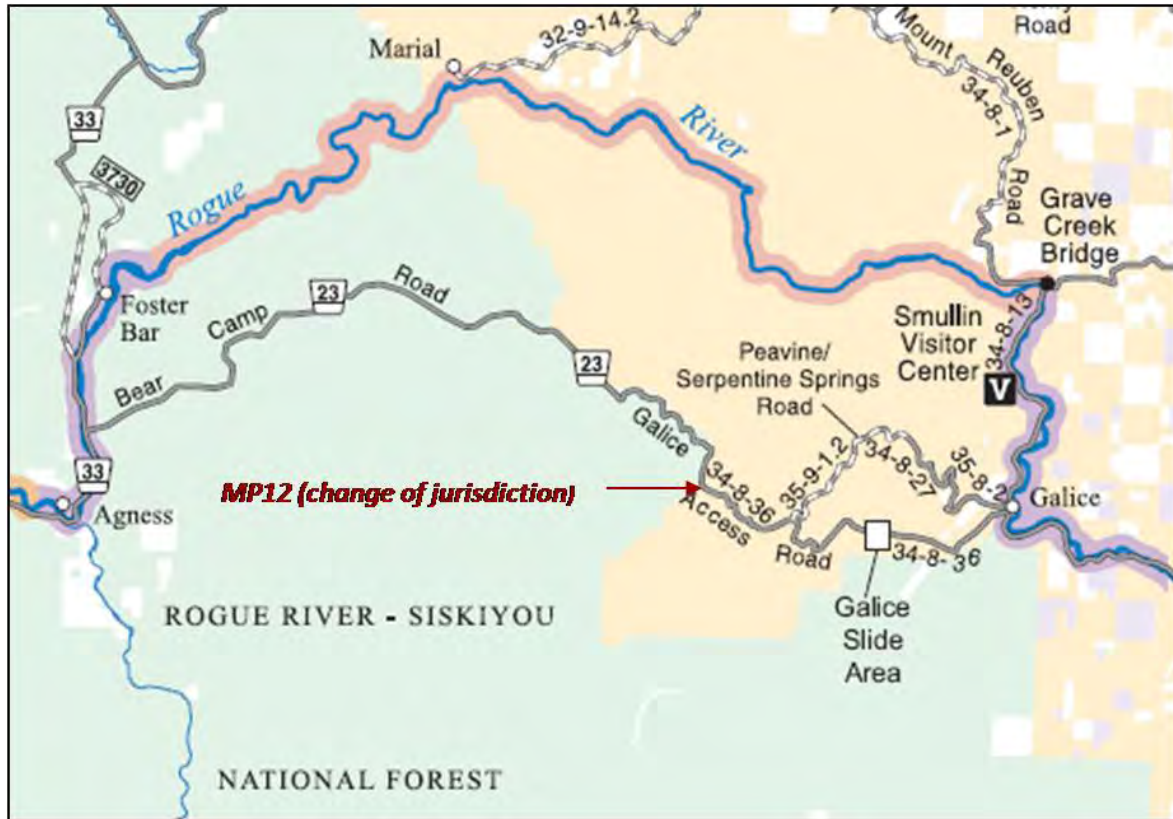 Road
Mount
Reuben
34-8-1
Road
Marial
32-9-14.2
33
3730
Rogue
River
Grave
Creek
Bridge
Foster
Bar
Bear
Camp
23
Road
23
Smullin
Visitor
Center
V
34-8-13
Peavine/
Serpentine Springs
Road
Galice
34-8-36
Access
Road
35-9-1.2
34-8-27
35-8-2
Galice
MP12 (change of jurisdiction)
33
Agness
34-8-36
Galice
Slide
Area
ROGUE RIVER - SISKIYOU
NATIONAL FOREST